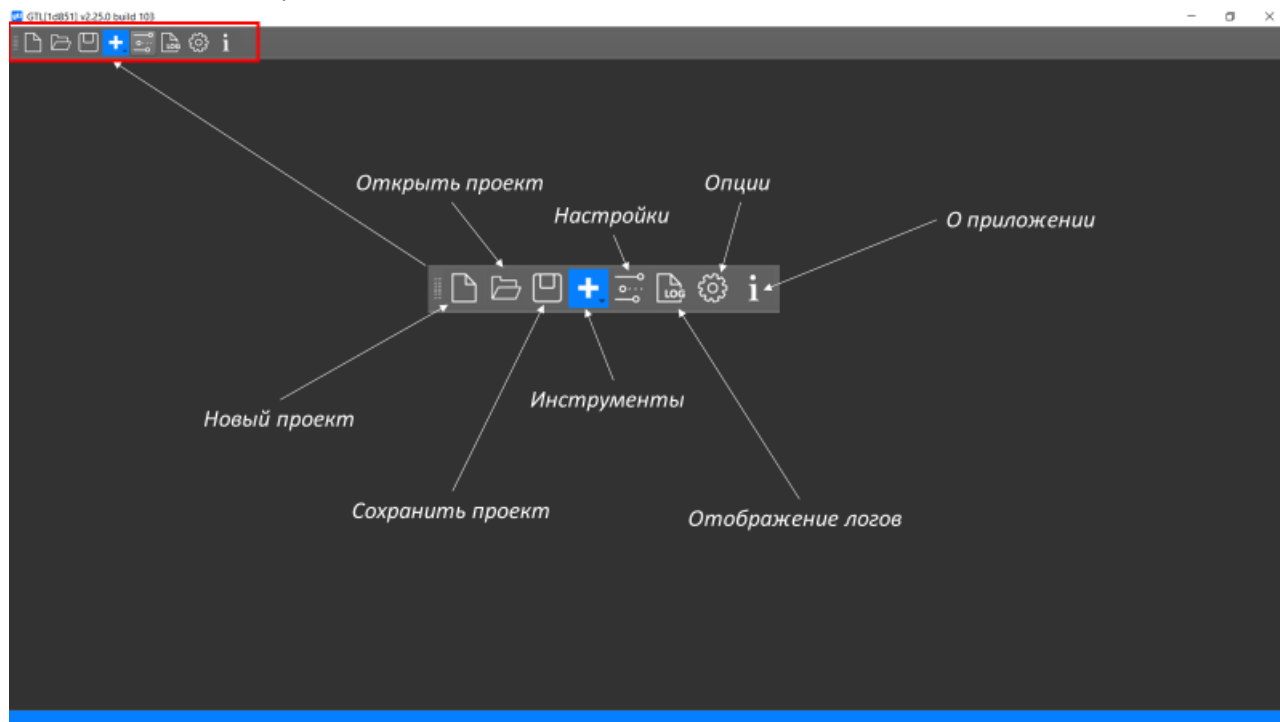 GTL[1d851] v2.25.0 build 103
LOG
i
Открыть проект
Опции
Настройки
О приложении
LOG
i
Инструменты
Новый проект
Сохранить проект
Отображение логов